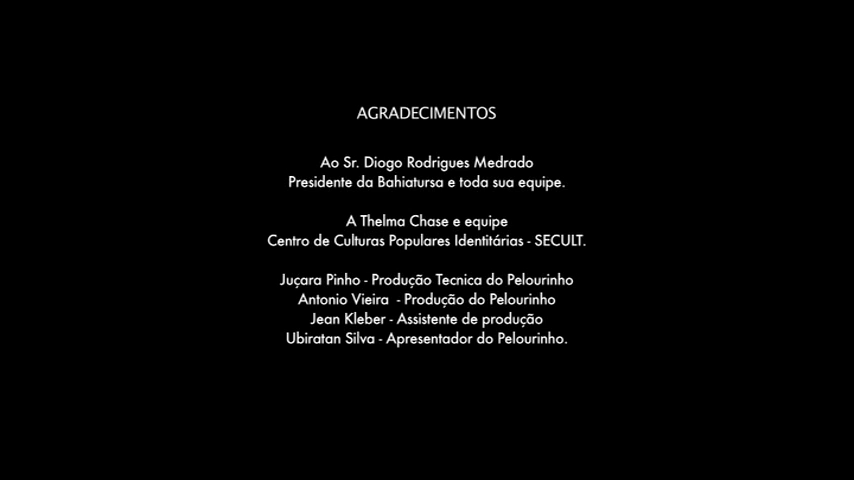 AGRADECIMENTOS
Ao Sr. Diogo Rodrigues Medrado
Presidente da Bahiatursa e toda sua equipe.
A Thelma Chase e equipe
Centro de Culturas Populares Identitárias - SECULT.
Juçara Pinho - Produção Tecnica do Pelourinho
Antonio Vieira - Produção do Pelourinho
Jean Kleber - Assistente de produção
Ubiratan Silva - Apresentador do Pelourinho.